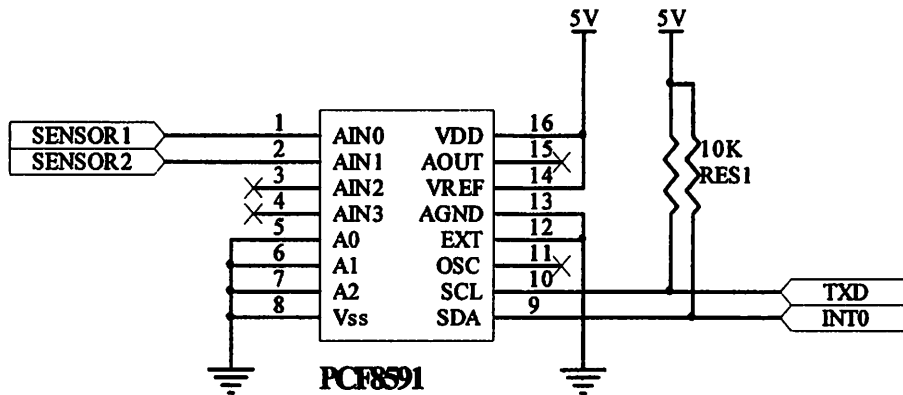 5V 5V
SENSOR1 1 AIN0 VDD 16
SENSOR2 2 AIN1 AOUT 15 10K
3 AIN2 VREF 14 RES1
4 AIN3 AGND 13
5 A0 EXT 12
6 A1 OSC 11
7 A2 SCL 10 TXD
8 Vss SDA 9 INT0
PCF8591